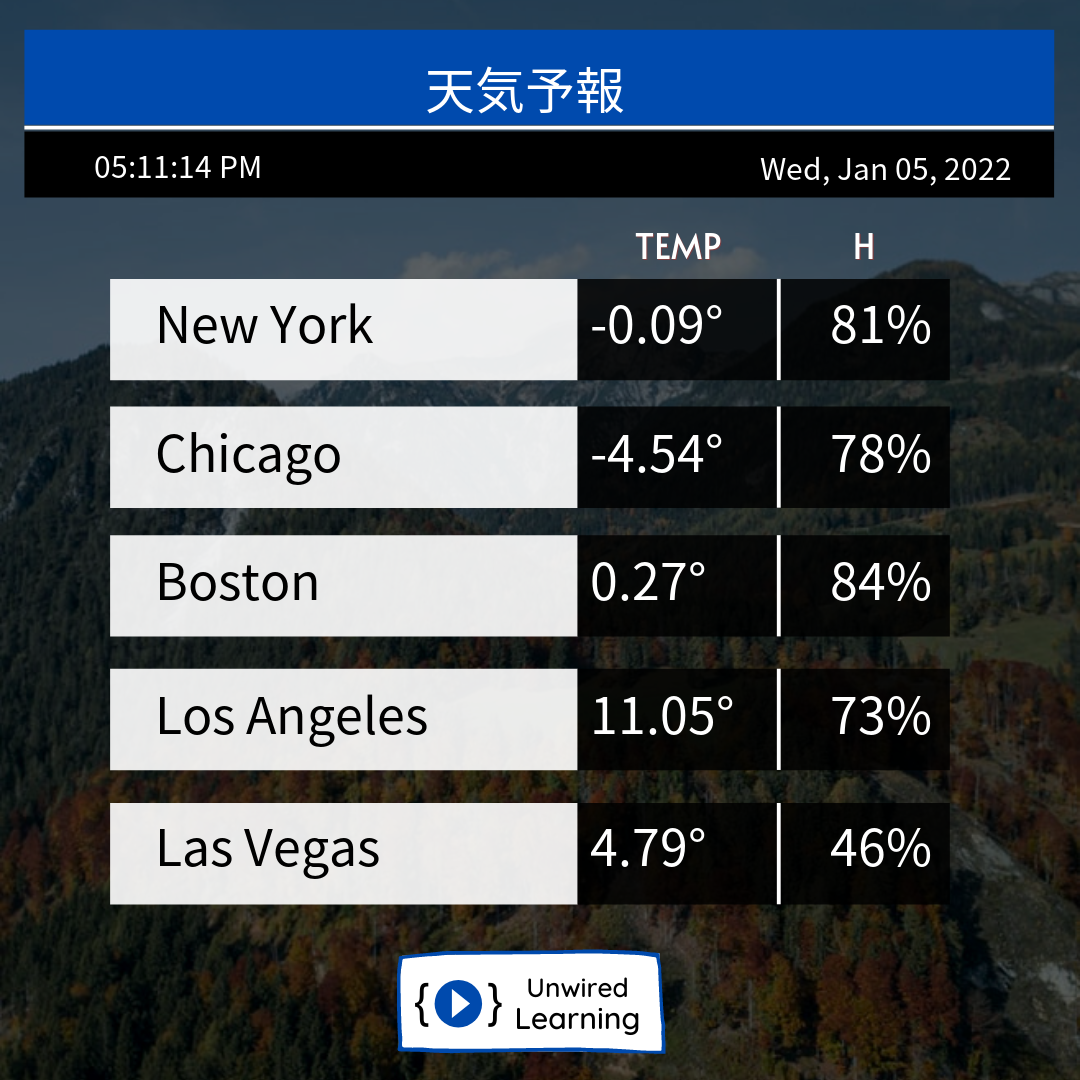 天気予報
05:11:14 PM
Wed, Jan 05, 2022
TEMP H
New York -0.09° 81%
Chicago -4.54° 78%
Boston 0.27° 84%
Los Angeles 11.05° 73%
Las Vegas 4.79° 46%
{ } Unwired
Learning